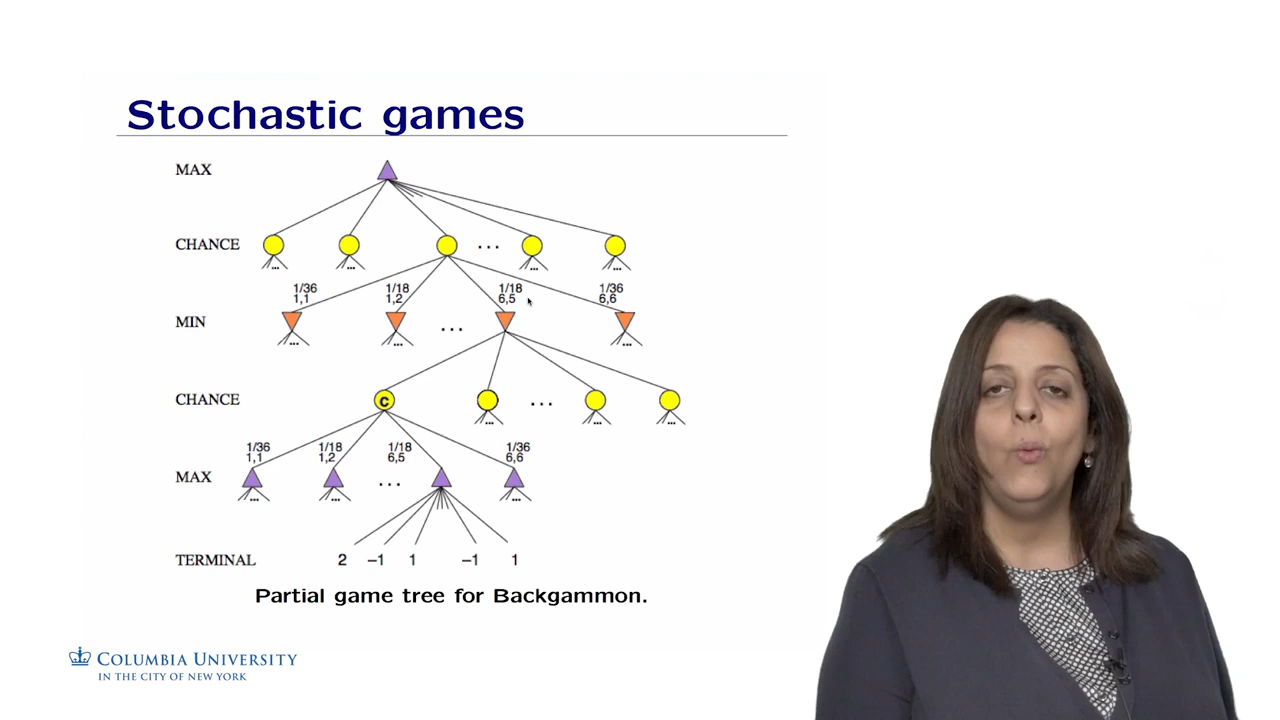 Stochastic games
MAX
CHANCE
...
... ... ... ... ...
1/36 1/18 1/18 1/36
1,1 1,2 6,5 6,6
MIN
...
... ... ...
CHANCE C
...
... ... ...
1/36 1/18 1/18 1/36
1,1 1,2 6,5 6,6
MAX
...
... ... ...
TERMINAL 2 –1 1 –1 1
Partial game tree for Backgammon.
COLUMBIA UNIVERSITY
IN THE CITY OF NEW YORK